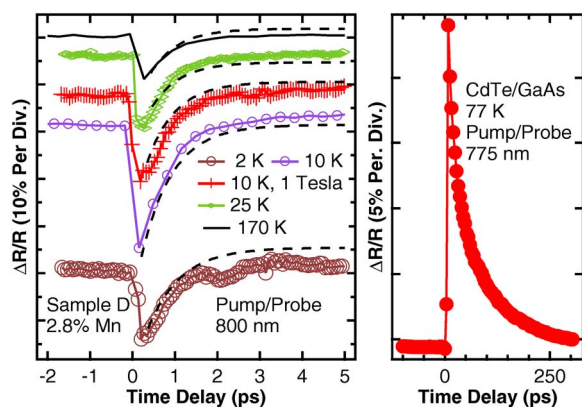 ΔR/R (10% Per Div.)
2 K
10 K
10 K, 1 Tesla
25 K
170 K
Sample D
2.8% Mn
Pump/Probe
800 nm
-2 -1 0 1 2 3 4 5
Time Delay (ps)
ΔR/R (5% Per. Div.)
CdTe/GaAs
77 K
Pump/Probe
775 nm
0 200
Time Delay (ps)